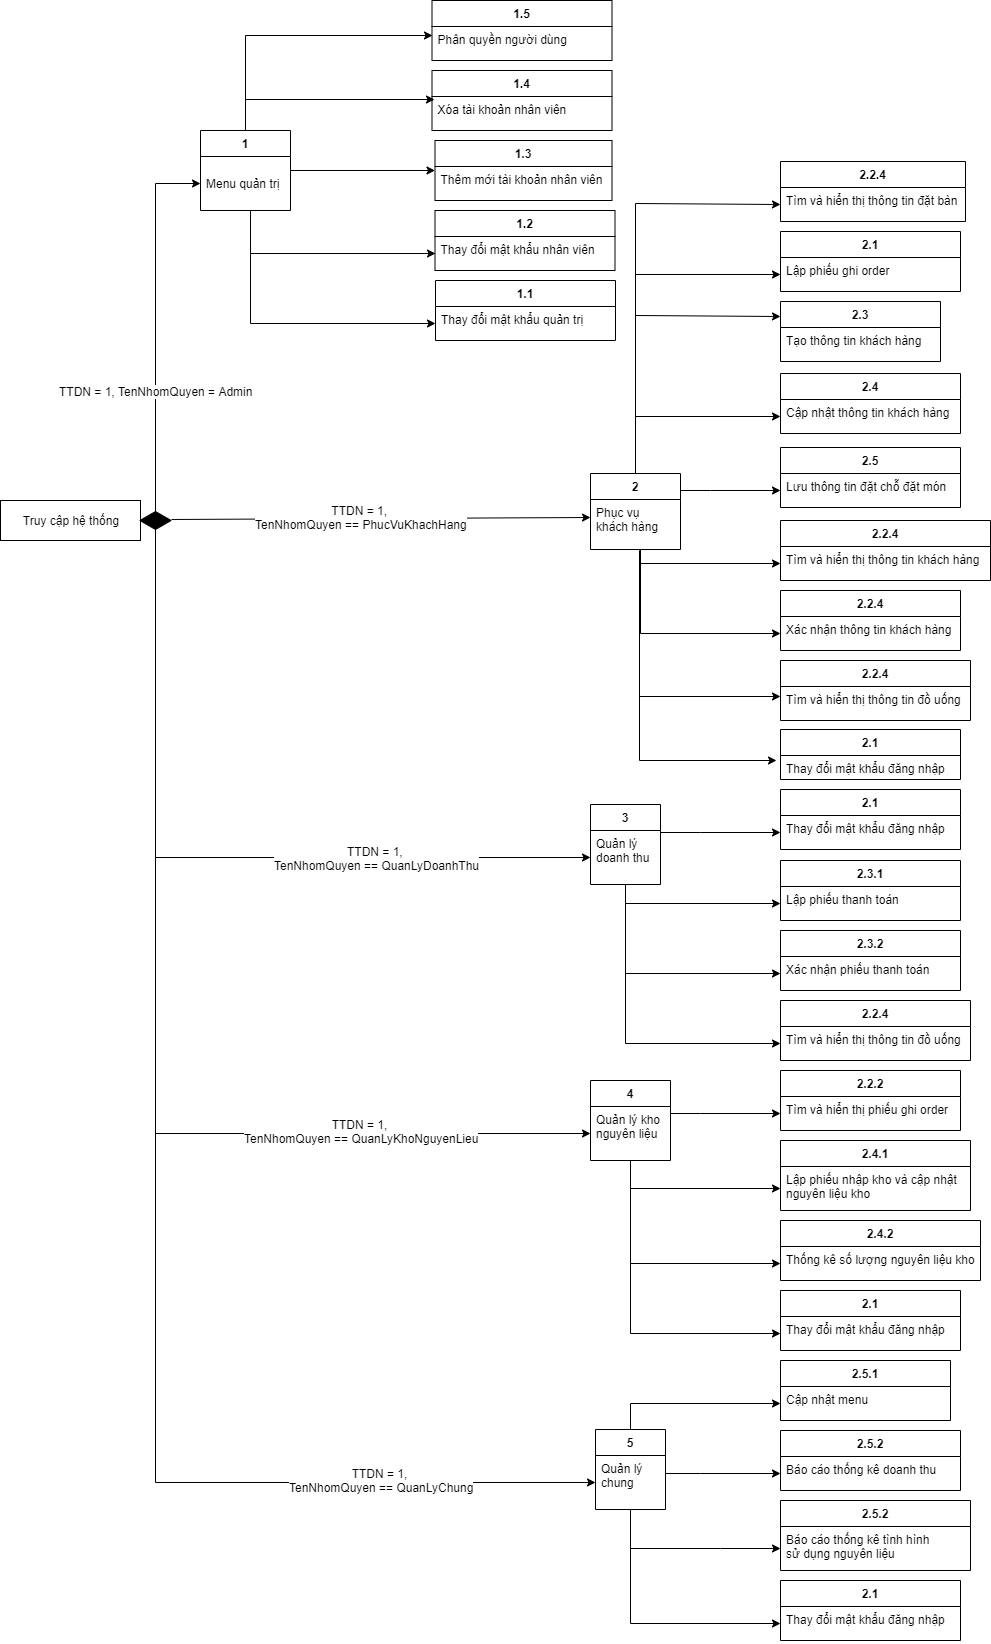 1.5
Phân quyền người dùng
1.4
Xóa tài khoản nhân viên
1
Menu quản trị
1.3
Thêm mới tài khoản nhân viên
1.2
Thay đổi mật khẩu nhân viên
1.1
Thay đổi mật khẩu quản trị
TTDN = 1, TenNhomQuyen = Admin
2.2.4
Tìm và hiển thị thông tin đặt bàn
2.1
Lập phiếu ghi order
2.3
Tạo thông tin khách hàng
2.4
Cập nhật thông tin khách hàng
Truy cập hệ thống
TTDN = 1,
TenNhomQuyen == PhucVuKhachHang
2
Phục vụ
khách hàng
2.5
Lưu thông tin đặt chỗ đặt món
2.2.4
Tìm và hiển thị thông tin khách hàng
2.2.4
Xác nhận thông tin khách hàng
2.2.4
Tìm và hiển thị thông tin đồ uống
2.1
Thay đổi mật khẩu đăng nhập
TTDN = 1,
TenNhomQuyen == QuanLyDoanhThu
3
Quản lý
doanh thu
2.1
Thay đổi mật khẩu đăng nhập
2.3.1
Lập phiếu thanh toán
2.3.2
Xác nhận phiếu thanh toán
2.2.4
Tìm và hiển thị thông tin đồ uống
TTDN = 1,
TenNhomQuyen == QuanLyKhoNguyenLieu
4
Quản lý kho
nguyên liệu
2.2.2
Tìm và hiển thị phiếu ghi order
2.4.1
Lập phiếu nhập kho và cập nhật
nguyên liệu kho
2.4.2
Thống kê số lượng nguyên liệu kho
2.1
Thay đổi mật khẩu đăng nhập
TTDN = 1,
TenNhomQuyen == QuanLyChung
5
Quản lý
chung
2.5.1
Cập nhật menu
2.5.2
Báo cáo thống kê doanh thu
2.5.2
Báo cáo thống kê tình hình
sử dụng nguyên liệu
2.1
Thay đổi mật khẩu đăng nhập